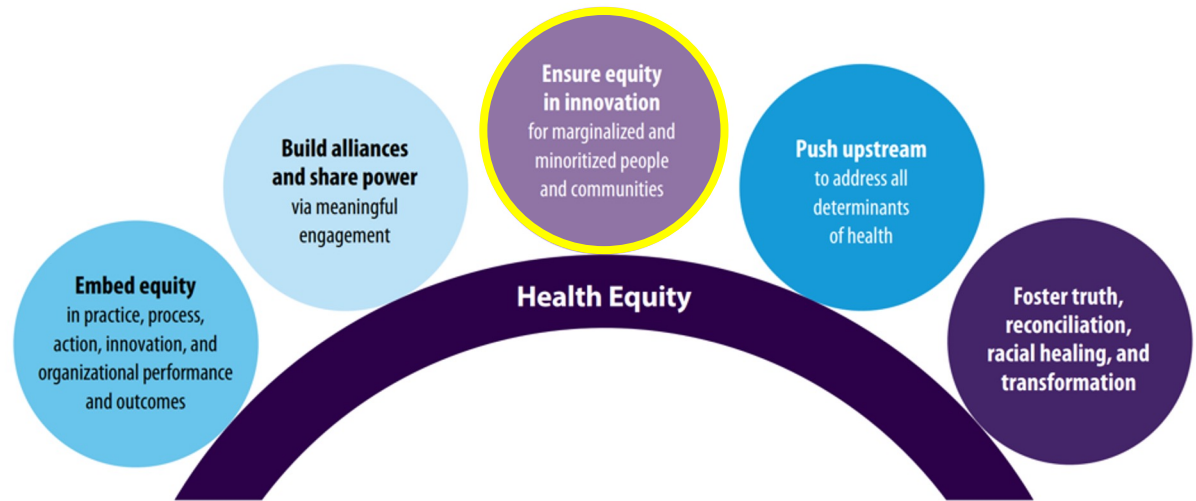 Embed equity
in practice, process,
action, innovation, and
organizational performance
and outcomes
Build alliances
and share power
via meaningful
engagement
Ensure equity
in innovation
for marginalized and
minoritized people
and communities
Push upstream
to address all
determinants
of health
Foster truth,
reconciliation,
racial healing, and
transformation
Health Equity